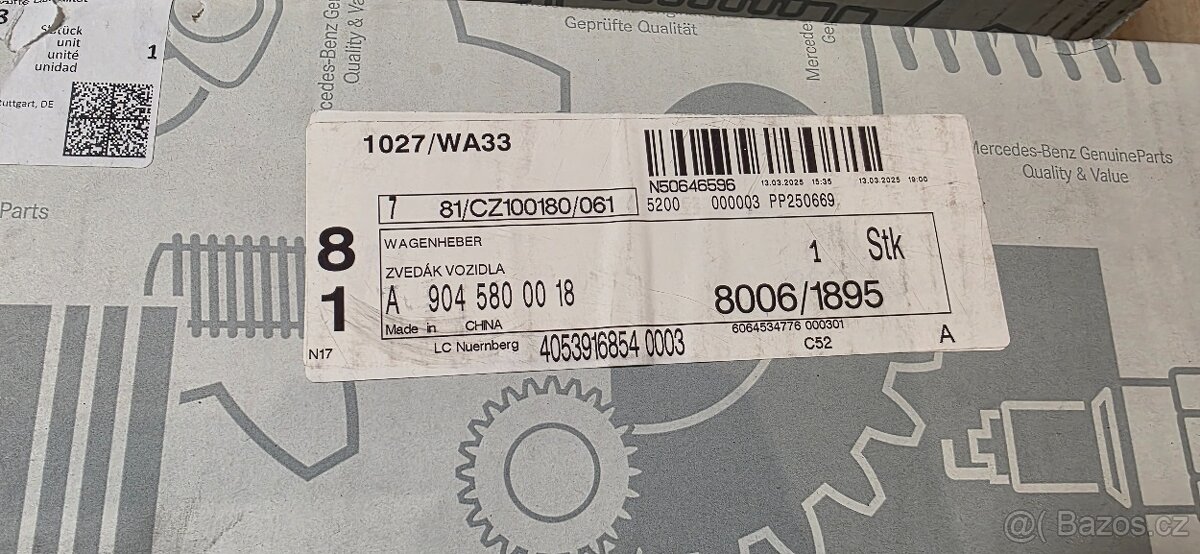 Stück
unit
unité
unidad
1
Stuttgart, DE
Geprüfte Qualität
Mercedes-Benz GenuineParts
Quality & Value
Parts
1027/WA33
N50646596 13.03.2025 15:35 13.03.2025 19:00
7 81/CZ100180/061
5200 000003 PP250669
8
1
WAGENHEBER
1 Stk
ZVEDÁK VOZIDLA
A 904 580 00 18
8006/1895
Made in CHINA
6064534776 000301
N17
LC Nuernberg 4053916854 0003
C52
A
@( Bazoš.cz